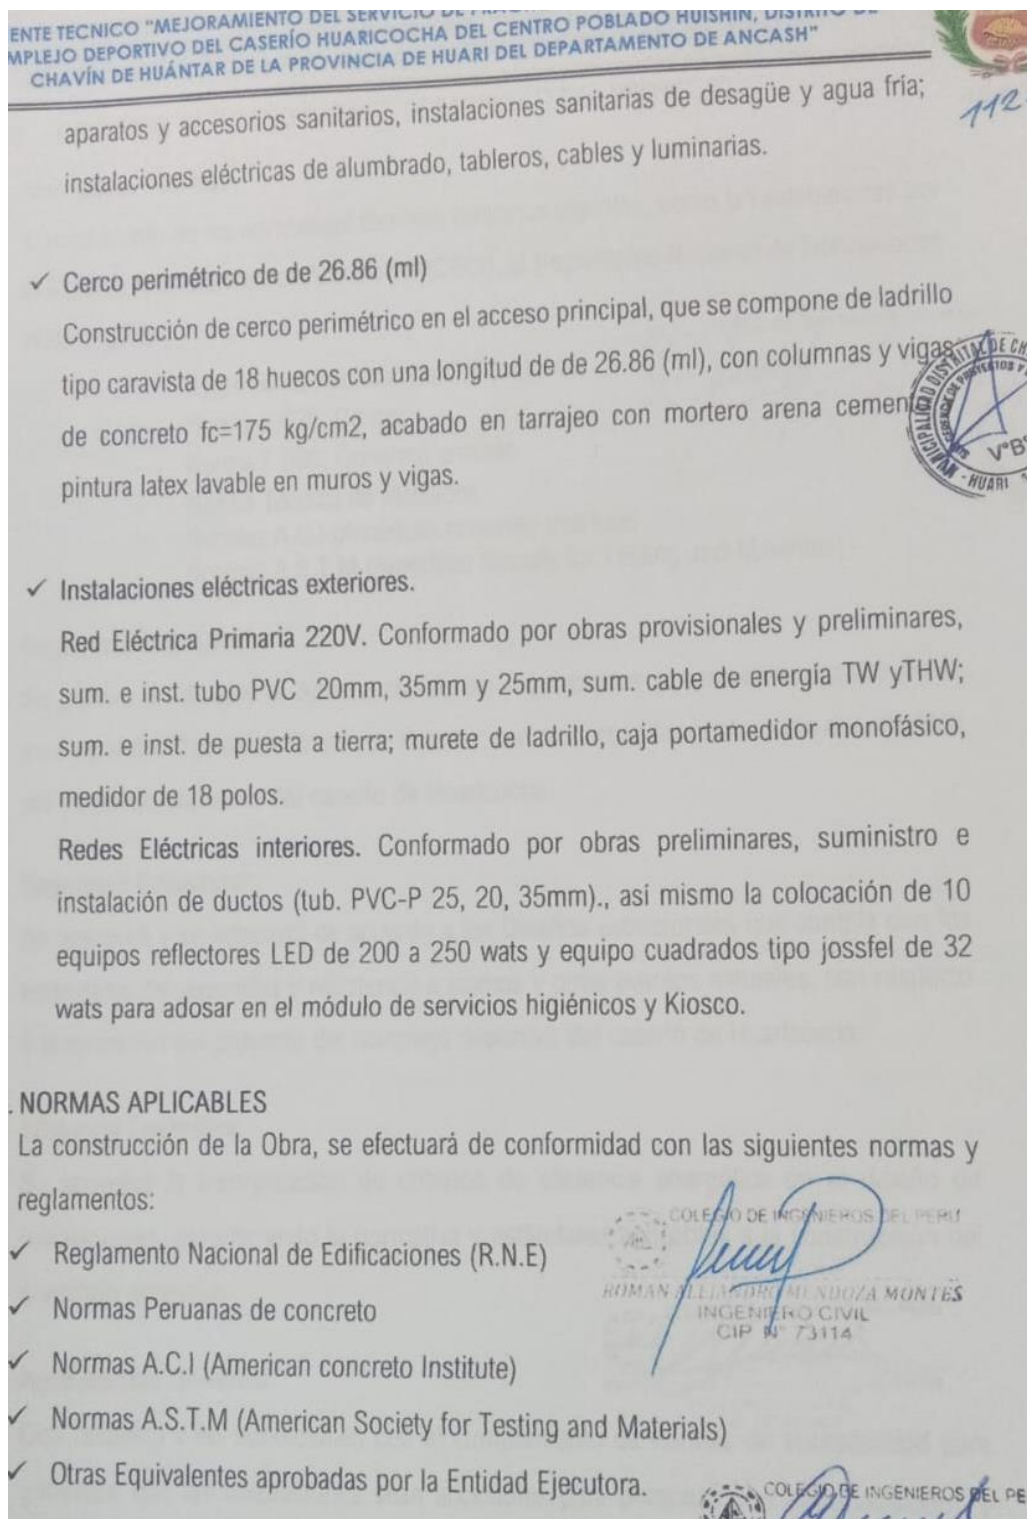 ENTE TECNICO "MEJORAMIENTO DEL SERVICIO DE
MPLEJO DEPORTIVO DEL CASERÍO HUARICOCHA DEL CENTRO POBLADO HUISHIN, DISTRITO DE
CHAVÍN DE HUÁNTAR DE LA PROVINCIA DE HUARI DEL DEPARTAMENTO DE ANCASH"
112
aparatos y accesorios sanitarios, instalaciones sanitarias de desagüe y agua fría;
instalaciones eléctricas de alumbrado, tableros, cables y luminarias.
✓ Cerco perimétrico de de 26.86 (ml)
Construcción de cerco perimétrico en el acceso principal, que se compone de ladrillo
tipo caravista de 18 huecos con una longitud de de 26.86 (ml), con columnas y vigas
de concreto fc=175 kg/cm2, acabado en tarrajeo con mortero arena cement
pintura latex lavable en muros y vigas.
V°B°
- HUARI
✓ Instalaciones eléctricas exteriores.
Red Eléctrica Primaria 220V. Conformado por obras provisionales y preliminares,
sum. e inst. tubo PVC 20mm, 35mm y 25mm, sum. cable de energía TW yTHW;
sum. e inst. de puesta a tierra; murete de ladrillo, caja portamedidor monofásico,
medidor de 18 polos.
Redes Eléctricas interiores. Conformado por obras preliminares, suministro e
instalación de ductos (tub. PVC-P 25, 20, 35mm)., así mismo la colocación de 10
equipos reflectores LED de 200 a 250 wats y equipo cuadrados tipo jossfel de 32
wats para adosar en el módulo de servicios higiénicos y Kiosco.
. NORMAS APLICABLES
La construcción de la Obra, se efectuará de conformidad con las siguientes normas y
reglamentos:
✓ Reglamento Nacional de Edificaciones (R.N.E)
✓ Normas Peruanas de concreto
✓ Normas A.C.I (American concreto Institute)
✓ Normas A.S.T.M (American Society for Testing and Materials)
✓ Otras Equivalentes aprobadas por la Entidad Ejecutora.
COLEGIO DE INGENIEROS DEL PERU
ROMAN ALEJANDRO MENDOZA MONTES
INGENIERO CIVIL
CIP N° 73114
COLEGIO DE INGENIEROS DEL PE